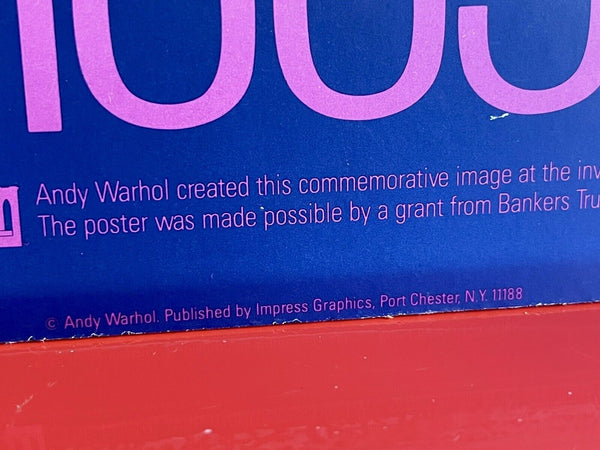 Andy Warhol created this commemorative image at the inv
The poster was made possible by a grant from Bankers Tru
© Andy Warhol. Published by Impress Graphics, Port Chester, N.Y. 11188